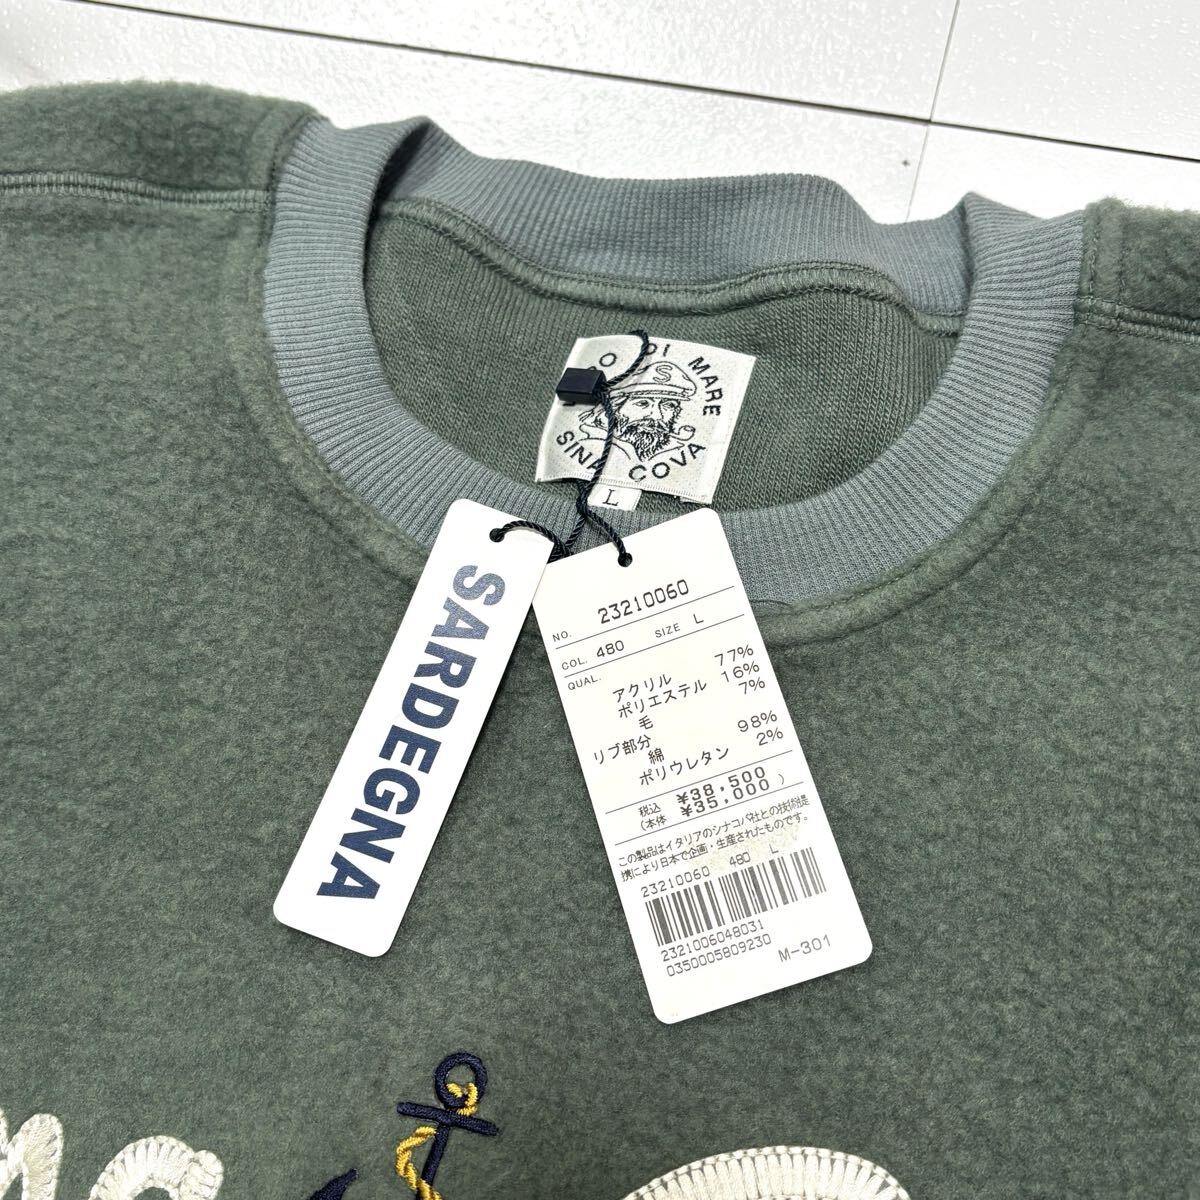 DI MARE
S
SINA COVA
L
SARDEGNA
NO. 23210060
COL. 480 SIZE L
QUAL.
アクリル 77%
ポリエステル 16%
毛 7%
リブ部分
綿 98%
ポリウレタン 2%
税込 ¥38,500
(本体 ¥35,000)
この製品はイタリアのシナコバ社との技術提
携により日本で企画・生産されたものです。
23210060 480 L
2321006048031
0350005809230
M-301